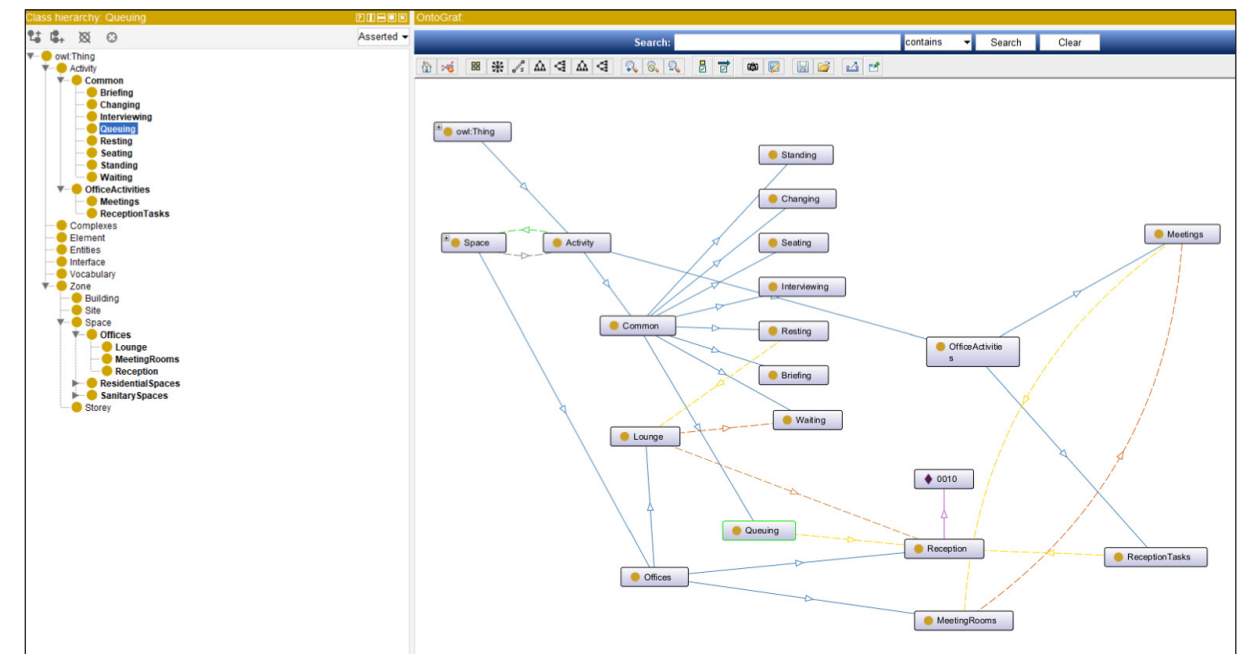 Class hierarchy: Queuing
Asserted
owl:Thing
Activity
Common
Briefing
Changing
Interviewing
Queuing
Resting
Seating
Standing
Waiting
OfficeActivities
Meetings
ReceptionTasks
Complexes
Element
Entities
Interface
Vocabulary
Zone
Building
Site
Space
Offices
Lounge
MeetingRooms
Reception
ResidentialSpaces
SanitarySpaces
Storey
OntoGraf:
Search: contains Search Clear
owl:Thing
Standing
Changing
Meetings
Space Activity Seating
Interviewing
Common Resting
OfficeActivitie
s
Briefing
Waiting
Lounge
0010
Queuing
Reception
ReceptionTasks
Offices
MeetingRooms